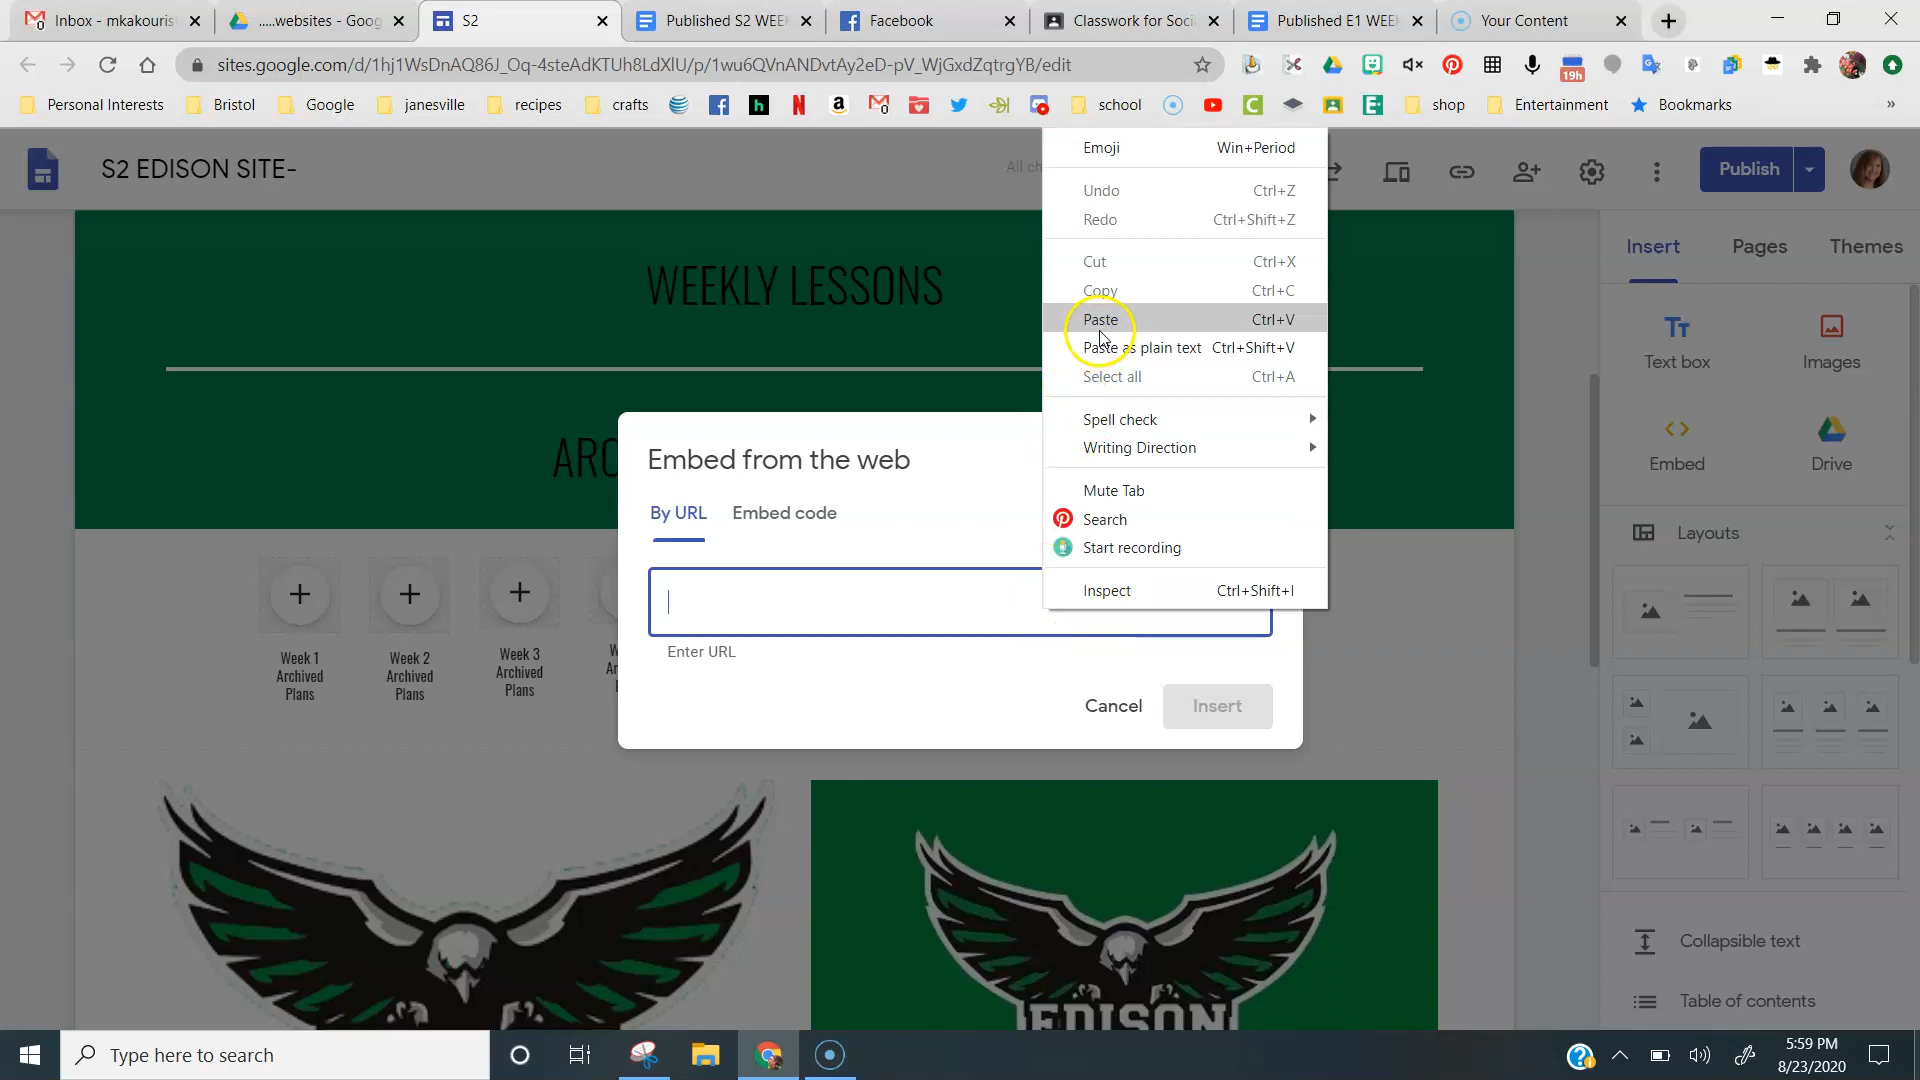 Inbox - mkakouris
.....websites - Goog
S2
Published S2 WEE
Facebook
Classwork for Soci
Published E1 WEE
Your Content
sites.google.com/d/1hj1WsDnAQ86J_Oq-4steAdKTUh8LdXlU/p/1wu6QVnANDvtAy2eD-pV_WjGxdZqtrgYB/edit
19h
Personal Interests
Bristol
Google
janesville
recipes
crafts
school
shop
Entertainment
Bookmarks
S2 EDISON SITE-
All ch
Publish
WEEKLY LESSONS
ARC
Emoji Win+Period
Undo Ctrl+Z
Redo Ctrl+Shift+Z
Cut Ctrl+X
Copy Ctrl+C
Paste Ctrl+V
Paste as plain text Ctrl+Shift+V
Select all Ctrl+A
Spell check
Writing Direction
Mute Tab
Search
Start recording
Inspect Ctrl+Shift+I
Embed from the web
By URL Embed code
Enter URL
Cancel Insert
Week 1
Archived
Plans
Week 2
Archived
Plans
Week 3
Archived
Plans
EDISON
Insert Pages Themes
Text box Images
Embed Drive
Layouts
Collapsible text
Table of contents
Type here to search
5:59 PM
8/23/2020